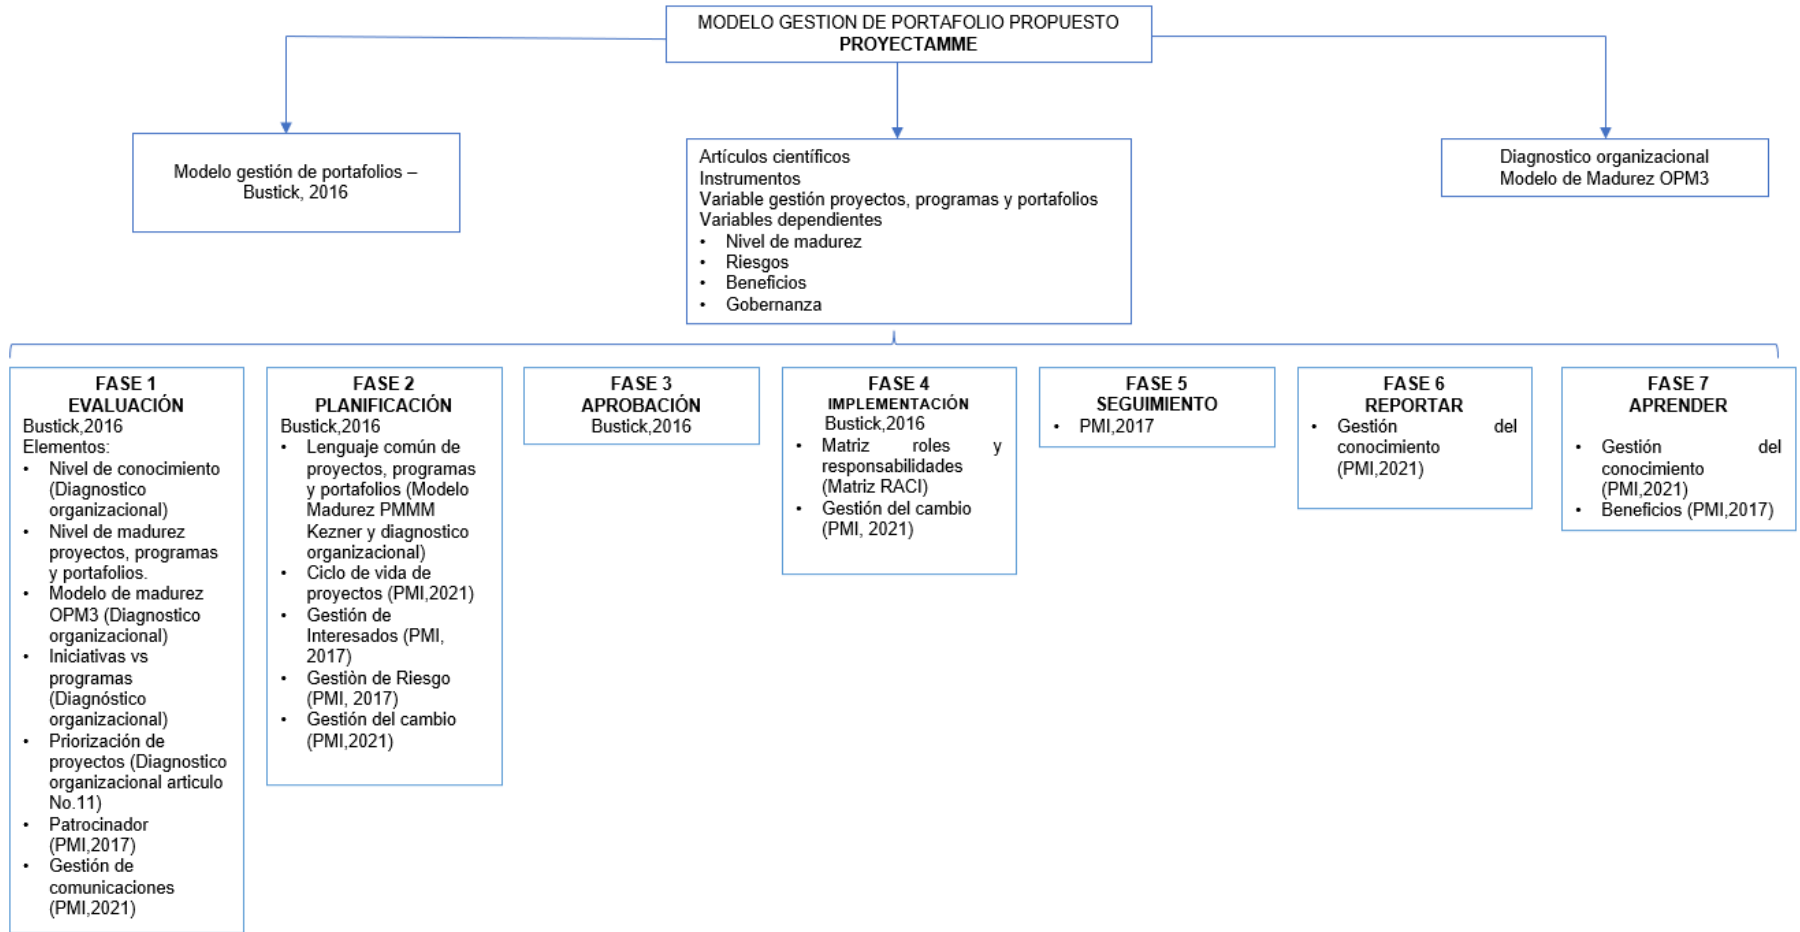 MODELO GESTION DE PORTAFOLIO PROPUESTO
PROYECTAMME
Modelo gestión de portafolios –
Bustick, 2016
Artículos científicos
Instrumentos
Variable gestión proyectos, programas y portafolios
Variables dependientes
• Nivel de madurez
• Riesgos
• Beneficios
• Gobernanza
Diagnostico organizacional
Modelo de Madurez OPM3
FASE 1
EVALUACIÓN
Bustick,2016
Elementos:
• Nivel de conocimiento
(Diagnostico
organizacional)
• Nivel de madurez
proyectos, programas
y portafolios.
• Modelo de madurez
OPM3 (Diagnostico
organizacional)
• Iniciativas vs
programas
(Diagnóstico
organizacional)
• Priorización de
proyectos (Diagnostico
organizacional articulo
No.11)
• Patrocinador
(PMI,2017)
• Gestión de
comunicaciones
(PMI,2021)
FASE 2
PLANIFICACIÓN
Bustick,2016
• Lenguaje común de
proyectos, programas
y portafolios (Modelo
Madurez PMMM
Kezner y diagnostico
organizacional)
• Ciclo de vida de
proyectos (PMI,2021)
• Gestión de
Interesados (PMI,
2017)
• Gestiòn de Riesgo
(PMI, 2017)
• Gestión del cambio
(PMI,2021)
FASE 3
APROBACIÓN
Bustick,2016
FASE 4
IMPLEMENTACIÓN
Bustick,2016
• Matriz roles y
responsabilidades
(Matriz RACI)
• Gestión del cambio
(PMI, 2021)
FASE 5
SEGUIMIENTO
• PMI,2017
FASE 6
REPORTAR
• Gestión del
conocimiento
(PMI,2021)
FASE 7
APRENDER
• Gestión del
conocimiento
(PMI,2021)
• Beneficios (PMI,2017)